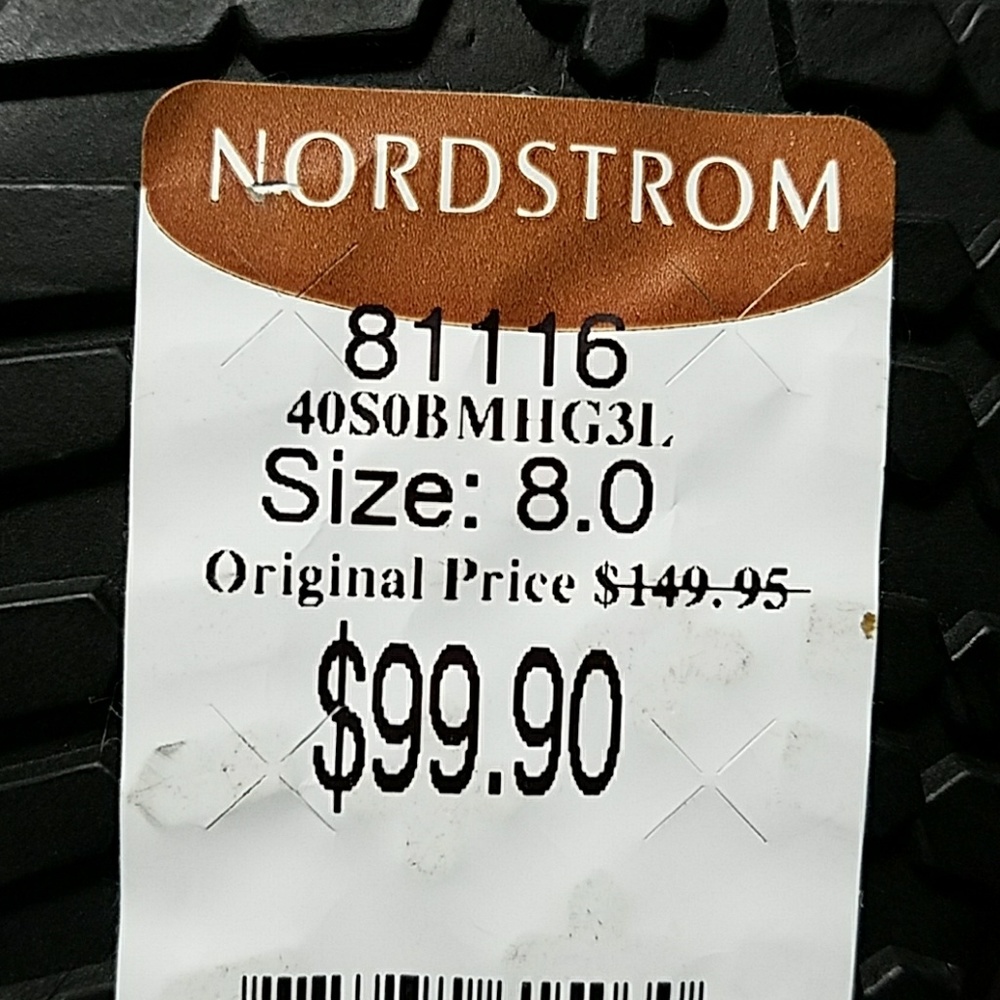 NORDSTROM
81116
40S0BMHG3L
Size: 8.0
Original Price $149.95
$99.90